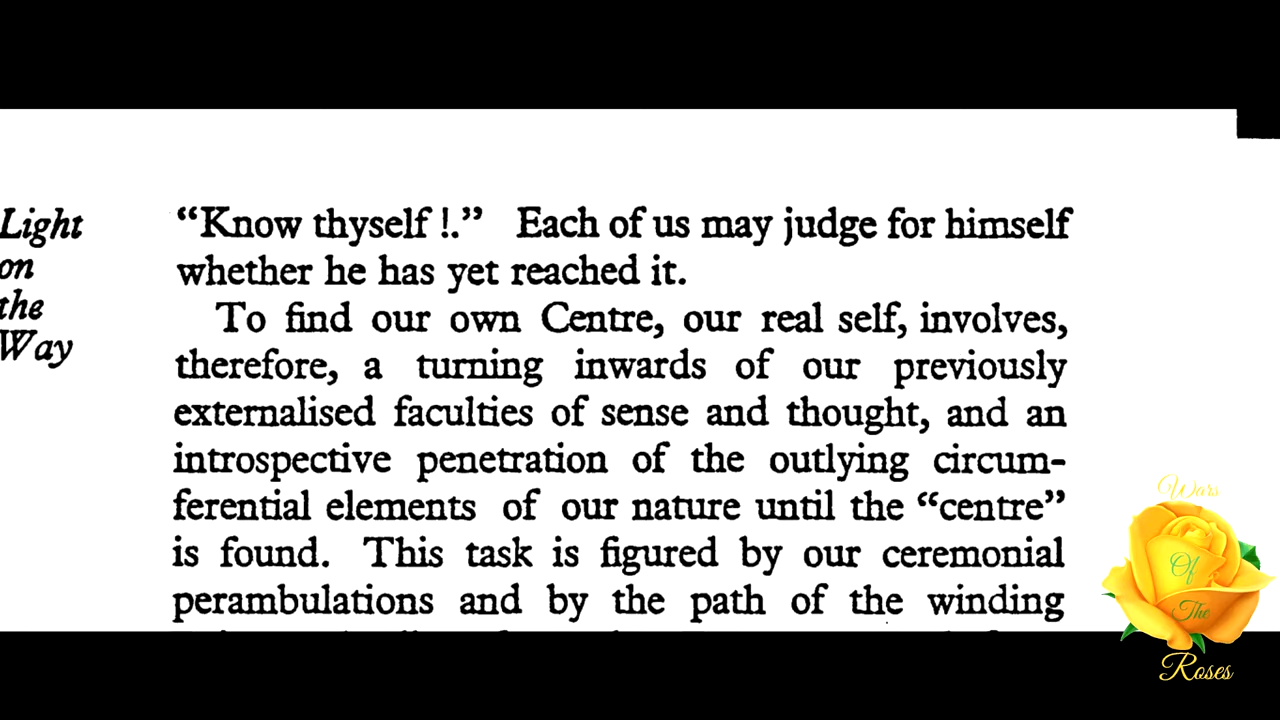 Light
on
the
Way
“Know thyself !.” Each of us may judge for himself
whether he has yet reached it.
To find our own Centre, our real self, involves,
therefore, a turning inwards of our previously
externalised faculties of sense and thought, and an
introspective penetration of the outlying circum-
ferential elements of our nature until the “centre”
is found. This task is figured by our ceremonial
perambulations and by the path of the winding
Wars
Of
The
Roses